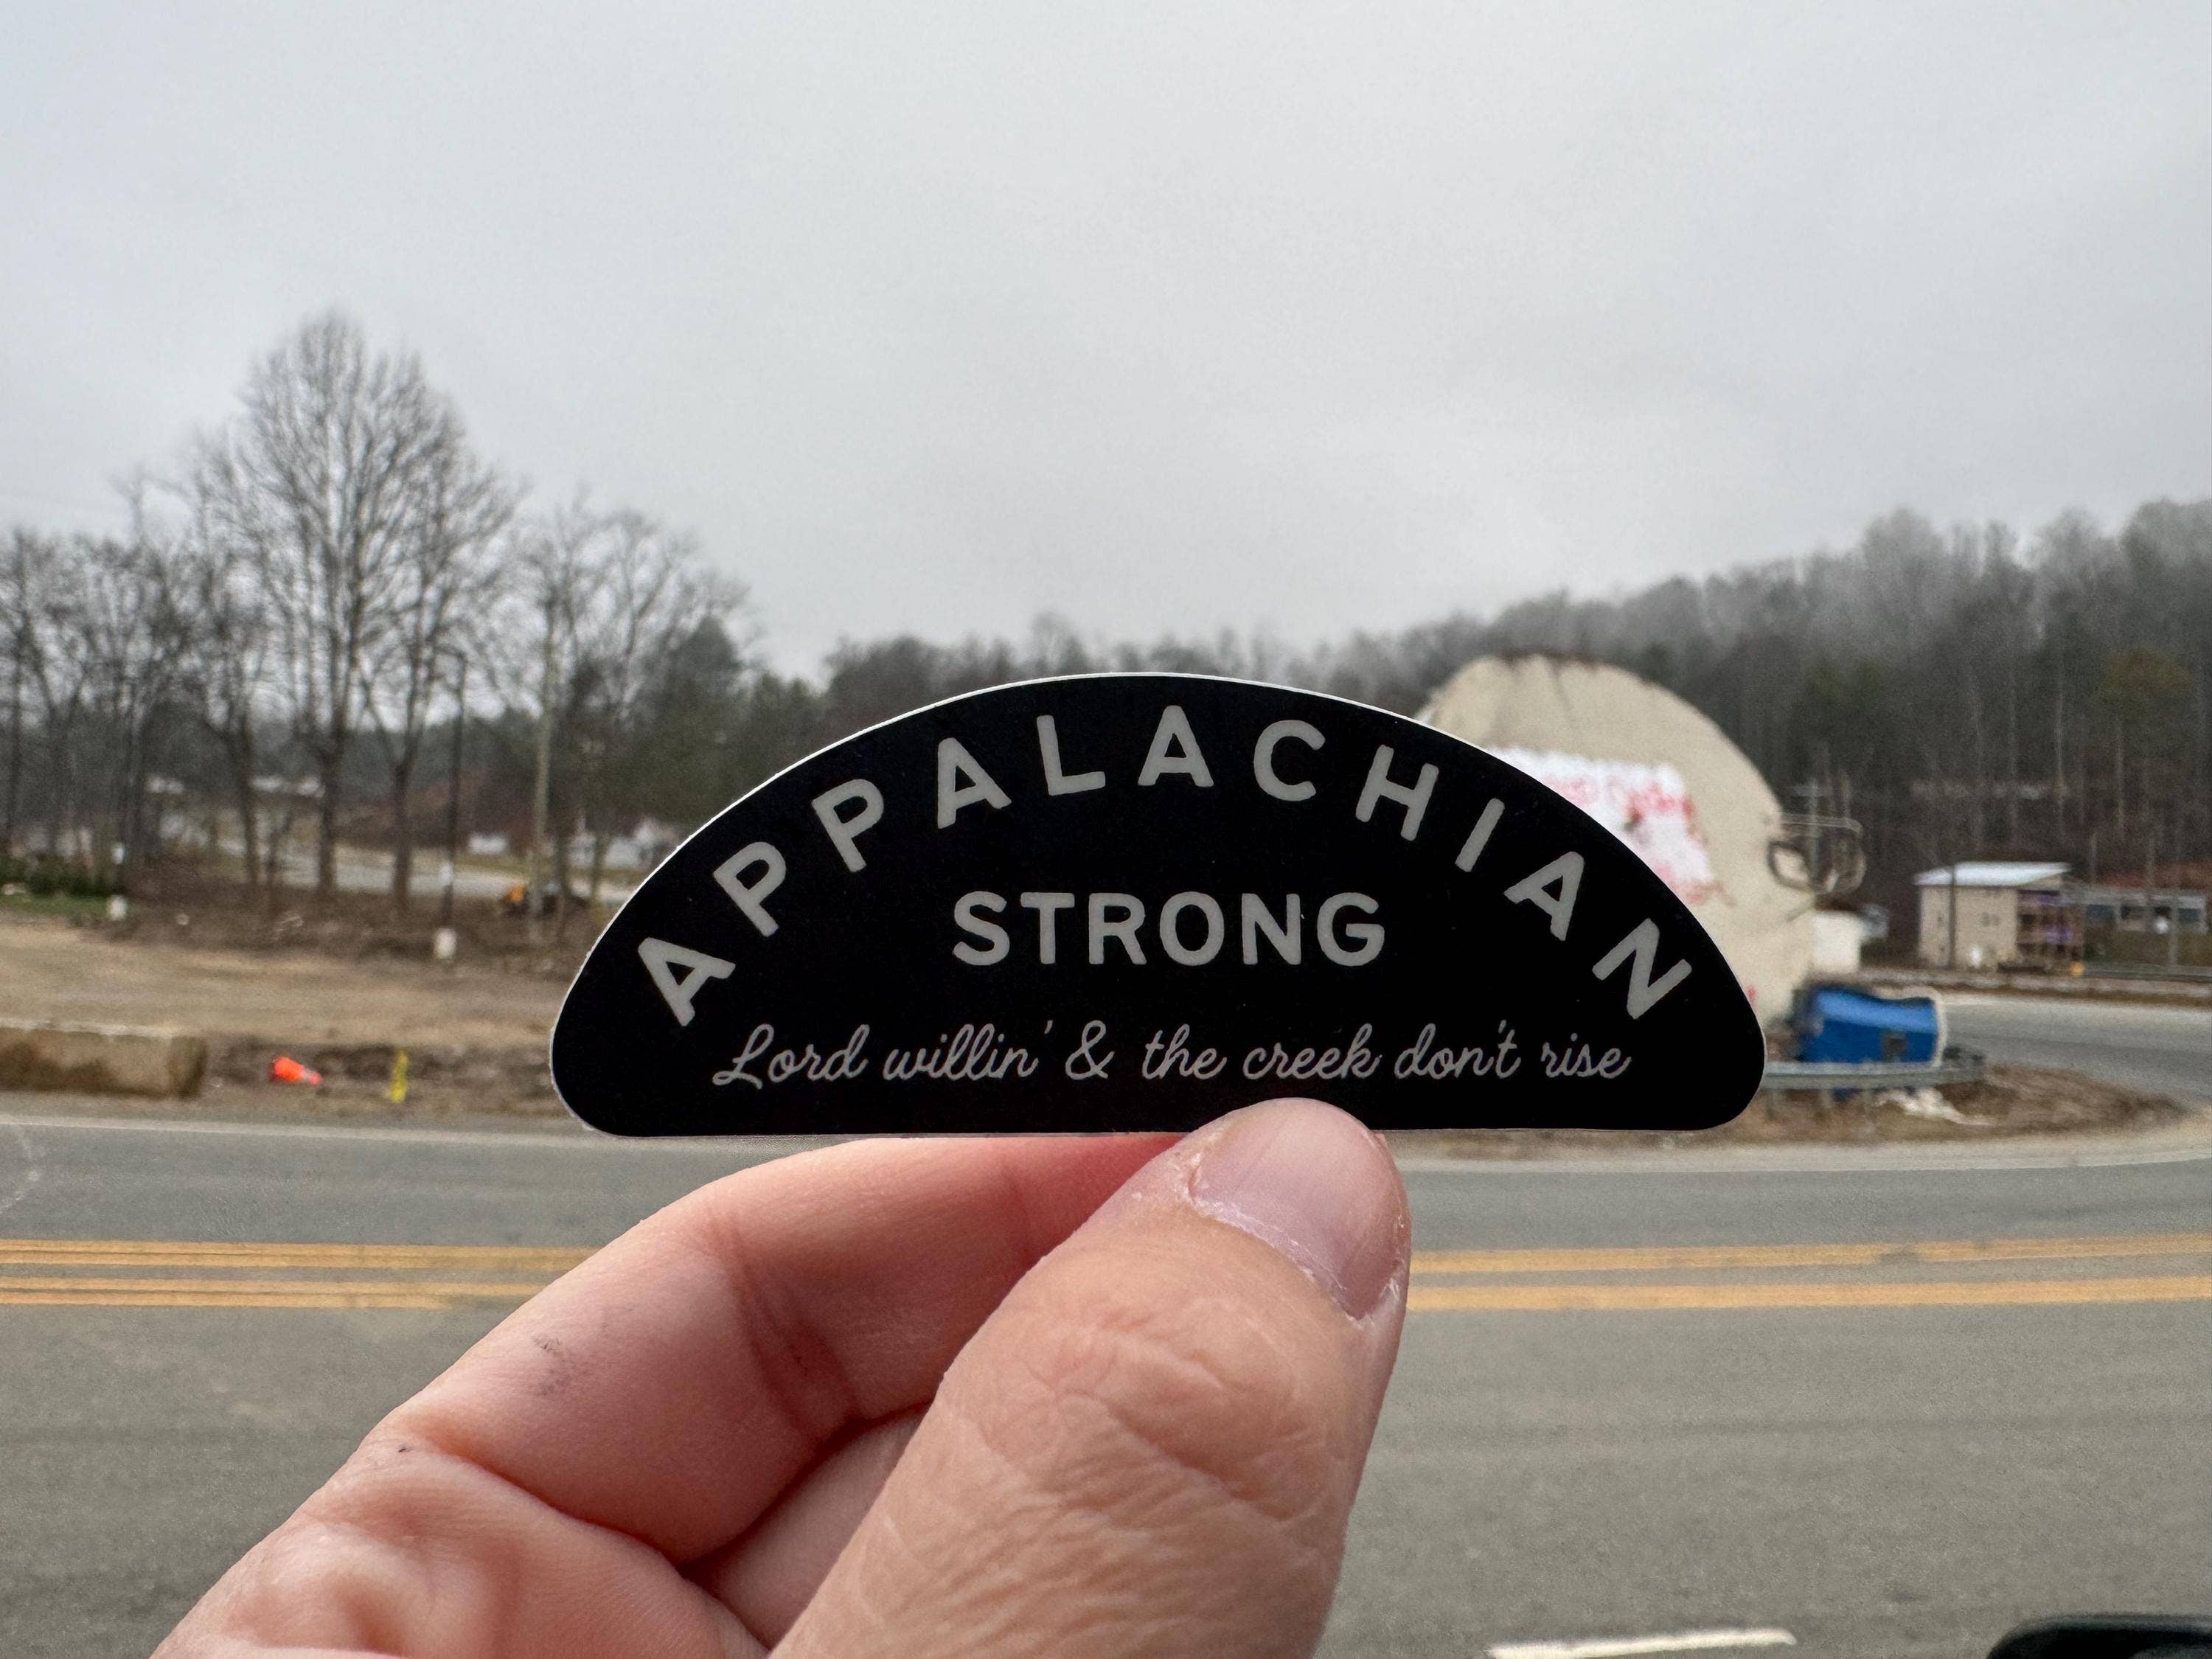 APPALACHIAN
STRONG
Lord willin' & the creek don't rise